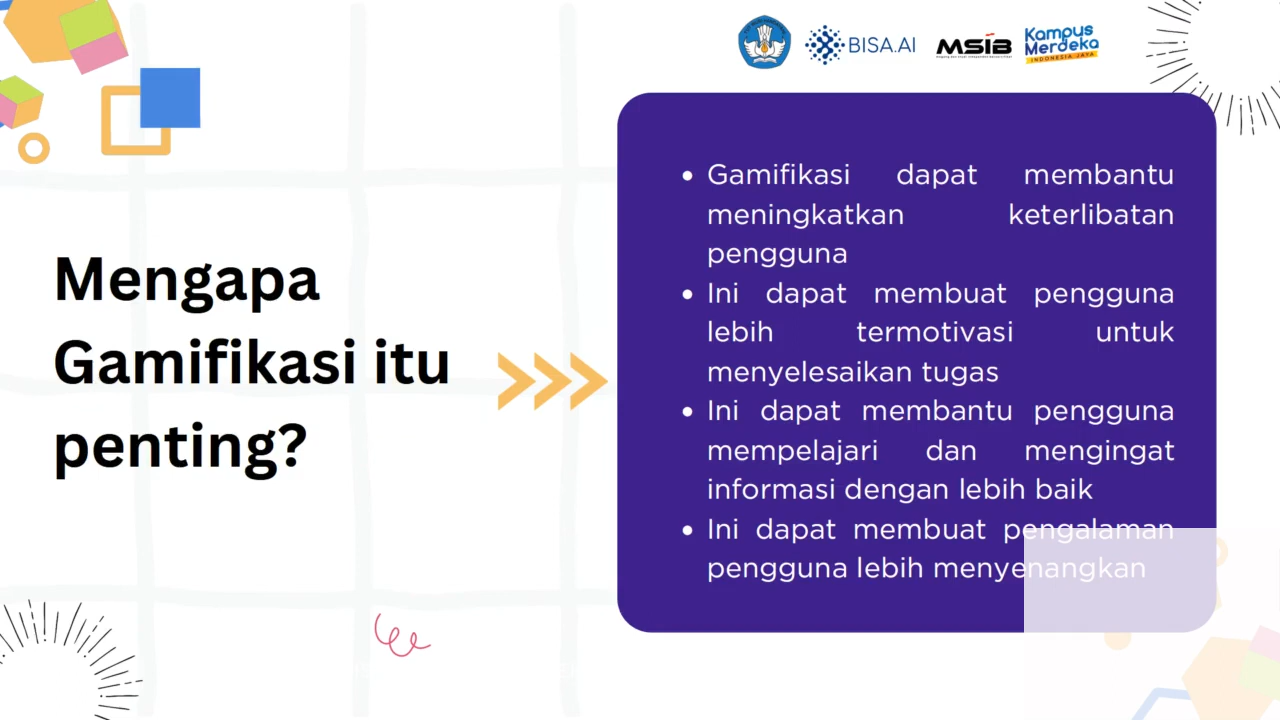 BISA.AI
MSIB
Kampus
Merdeka
INDONESIA JAYA
Mengapa
Gamifikasi itu
penting?
• Gamifikasi dapat membantu
meningkatkan keterlibatan
pengguna
• Ini dapat membuat pengguna
lebih termotivasi untuk
menyelesaikan tugas
• Ini dapat membantu pengguna
mempelajari dan mengingat
informasi dengan lebih baik
• Ini dapat membuat pengalaman
pengguna lebih menyenangkan